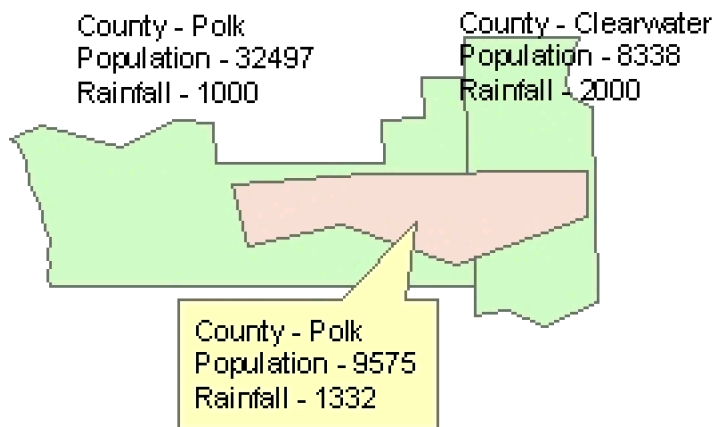 County - Polk
Population - 32497
Rainfall - 1000
County - Clearwater
Population - 8338
Rainfall - 2000
County - Polk
Population - 9575
Rainfall - 1332